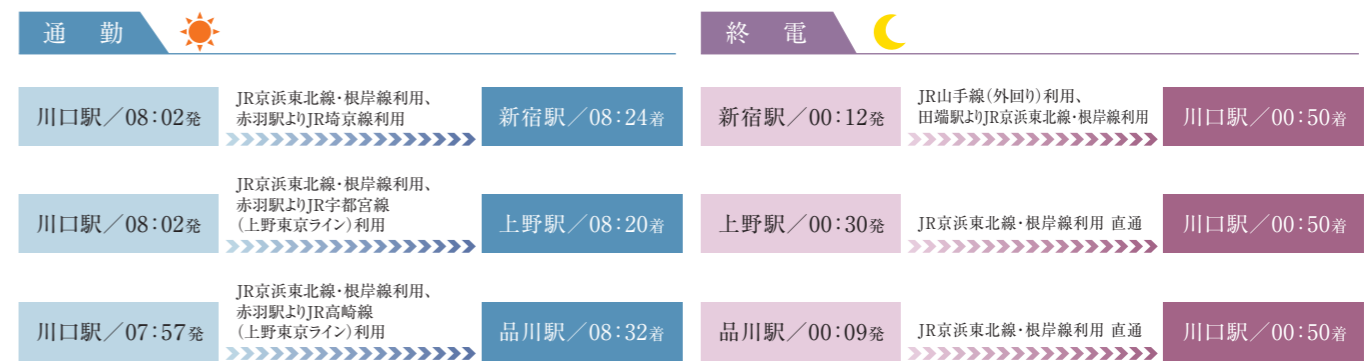 通 勤
川口駅／08：02発
JR京浜東北線・根岸線利用、
赤羽駅よりJR埼京線利用
新宿駅／08：24着
川口駅／08：02発
JR京浜東北線・根岸線利用、
赤羽駅よりJR宇都宮線
（上野東京ライン）利用
上野駅／08：20着
川口駅／07：57発
JR京浜東北線・根岸線利用、
赤羽駅よりJR高崎線
（上野東京ライン）利用
品川駅／08：32着
終 電
新宿駅／00：12発
JR山手線（外回り）利用、
田端駅よりJR京浜東北線・根岸線利用
川口駅／00：50着
上野駅／00：30発
JR京浜東北線・根岸線利用 直通
川口駅／00：50着
品川駅／00：09発
JR京浜東北線・根岸線利用 直通
川口駅／00：50着